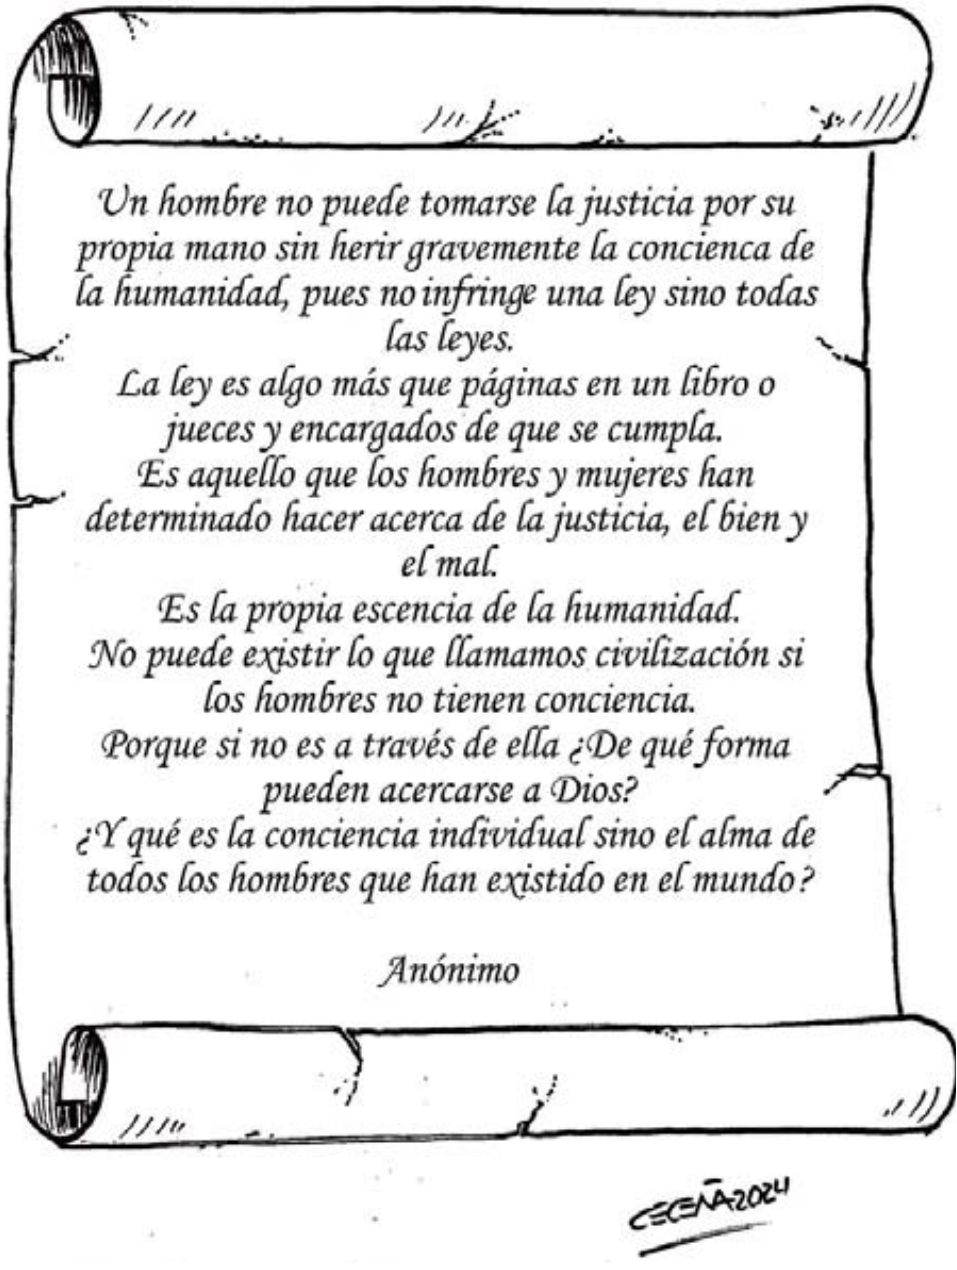 Un hombre no puede tomarse la justicia por su
propia mano sin herir gravemente la concienca de
la humanidad, pues no infringe una ley sino todas
las leyes.
La ley es algo más que páginas en un libro o
jueces y encargados de que se cumpla.
Es aquello que los hombres y mujeres han
determinado hacer acerca de la justicia, el bien y
el mal.
Es la propia escencia de la humanidad.
No puede existir lo que llamamos civilización si
los hombres no tienen conciencia.
Porque si no es a través de ella ¿De qué forma
pueden acercarse a Dios?
¿Y qué es la conciencia individual sino el alma de
todos los hombres que han existido en el mundo?
Anónimo
CECEÑA2024